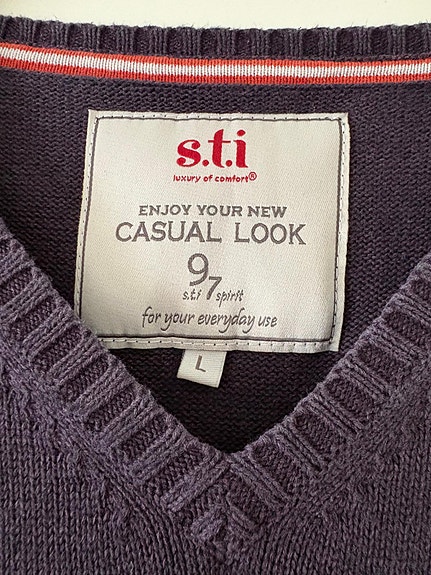 s.t.i
luxury of comfort®
ENJOY YOUR NEW
CASUAL LOOK
97
s.t.i spirit
for your everyday use
L